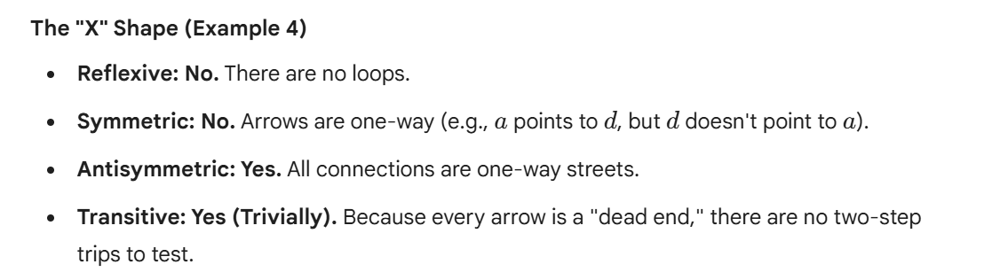 The "X" Shape (Example 4)
• Reflexive: No. There are no loops.
• Symmetric: No. Arrows are one-way (e.g., a points to d, but d doesn't point to a).
• Antisymmetric: Yes. All connections are one-way streets.
• Transitive: Yes (Trivially). Because every arrow is a "dead end," there are no two-step
trips to test.